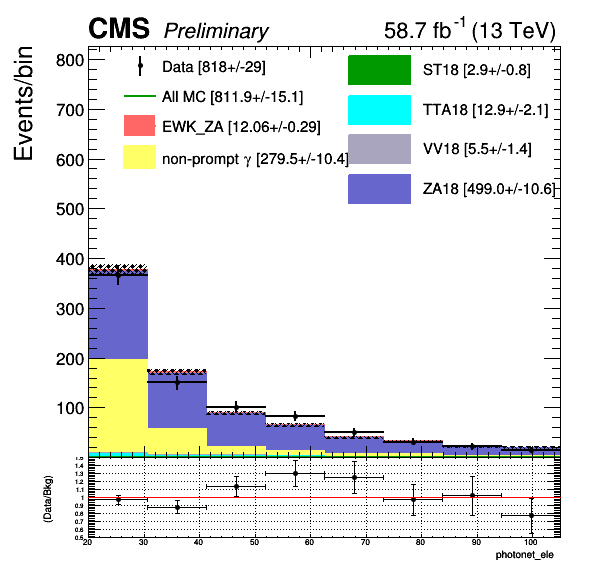 CMS Preliminary 58.7 fb-1 (13 TeV)
Events/bin
800
700
600
500
400
300
200
100
Data [818+/-29]
All MC [811.9+/-15.1]
EWK_ZA [12.06+/-0.29]
non-prompt γ [279.5+/-10.4]
ST18 [2.9+/-0.8]
TTA18 [12.9+/-2.1]
VV18 [5.5+/-1.4]
ZA18 [499.0+/-10.6]
(Data/Bkg)
1.5
1.4
1.3
1.2
1.1
1
0.9
0.8
0.7
0.6
0.5
20 30 40 50 60 70 80 90 100
photonet_ele